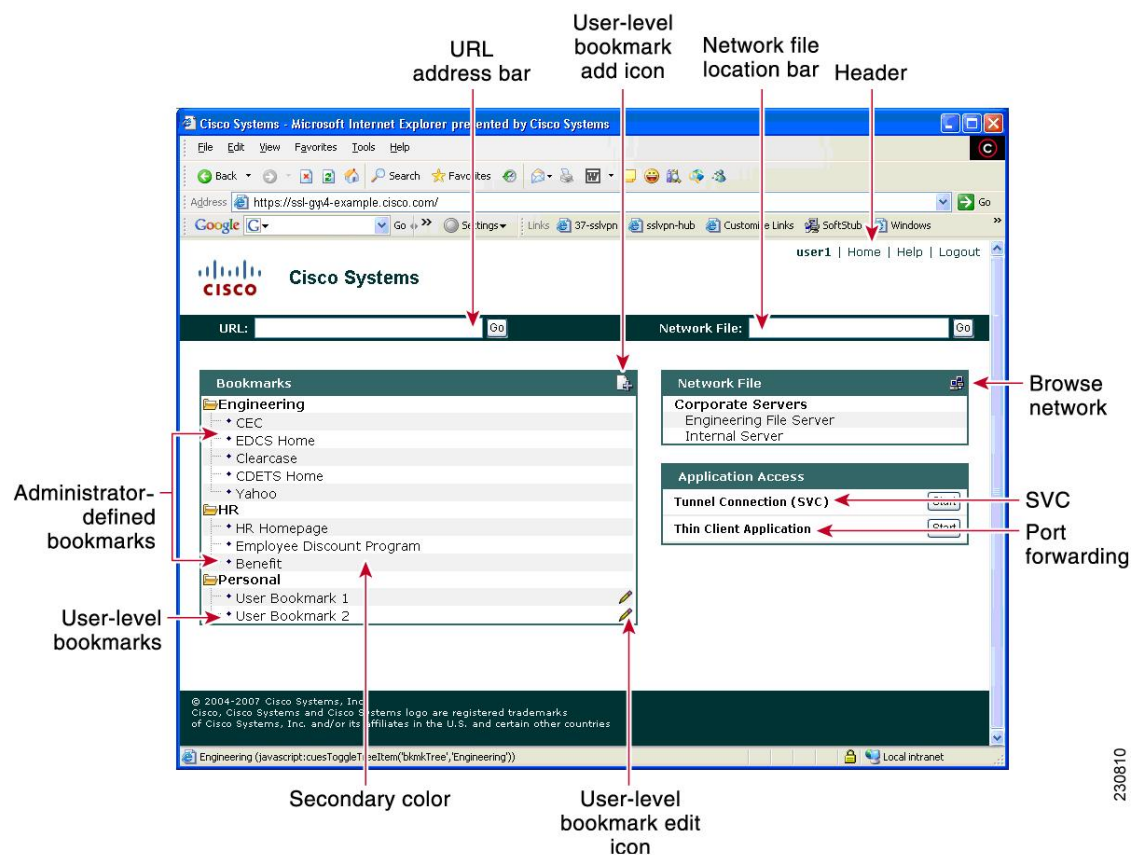 User-level
bookmark
add icon
URL
address bar
Network file
location bar
Header
Cisco Systems - Microsoft Internet Explorer presented by Cisco Systems
File Edit View Favorites Tools Help
Back Search Favorites
Address https://ssl-gw4-example.cisco.com/ Go
Google G Go Settings Links 37-sslvpn sslvpn-hub Customize Links SoftStub Windows »
user1 | Home | Help | Logout
CISCO
Cisco Systems
URL: Go Network File: Go
Bookmarks
Engineering
CEC
EDCS Home
Clearcase
CDETS Home
Yahoo
HR
HR Homepage
Employee Discount Program
Benefit
Personal
User Bookmark 1
User Bookmark 2
Network File
Corporate Servers
Engineering File Server
Internal Server
Application Access
Tunnel Connection (SVC) Start
Thin Client Application Start
Browse
network
SVC
Port
forwarding
Administrator-
defined
bookmarks
User-level
bookmarks
© 2004-2007 Cisco Systems, Inc
Cisco, Cisco Systems and Cisco Systems logo are registered trademarks
of Cisco Systems, Inc. and/or its affiliates in the U.S. and certain other countries
Engineering (javascript:cuesToggleTreeItem('bkmkTree','Engineering')) Local intranet
Secondary color
User-level
bookmark edit
icon
230810